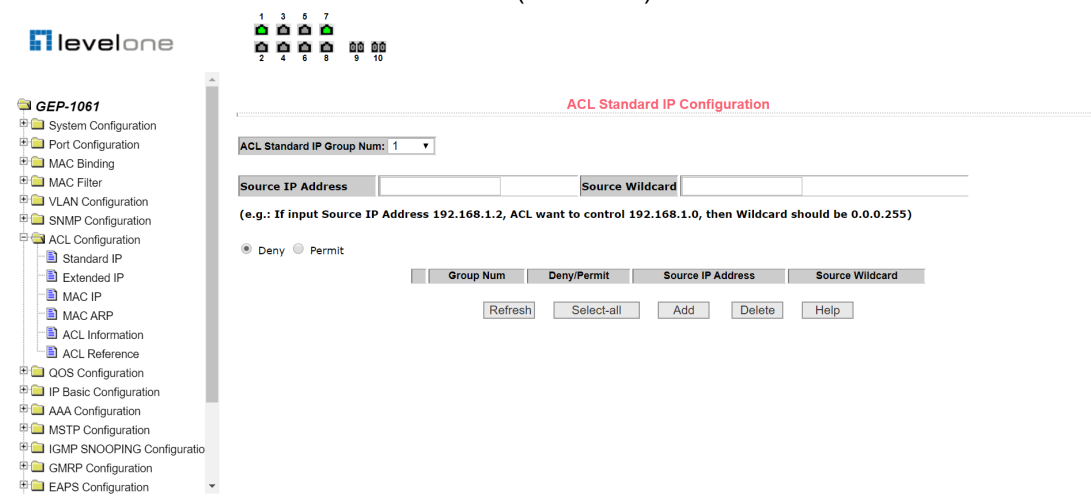 1 3 5 7
levelone
2 4 6 8 9 10
GEP-1061
System Configuration
Port Configuration
MAC Binding
MAC Filter
VLAN Configuration
SNMP Configuration
ACL Configuration
Standard IP
Extended IP
MAC IP
MAC ARP
ACL Information
ACL Reference
QOS Configuration
IP Basic Configuration
AAA Configuration
MSTP Configuration
IGMP SNOOPING Configuratio
GMRP Configuration
EAPS Configuration
ACL Standard IP Configuration
ACL Standard IP Group Num: 1
Source IP Address Source Wildcard
(e.g.: If input Source IP Address 192.168.1.2, ACL want to control 192.168.1.0, then Wildcard should be 0.0.0.255)
Deny Permit
Group Num Deny/Permit Source IP Address Source Wildcard
Refresh Select-all Add Delete Help